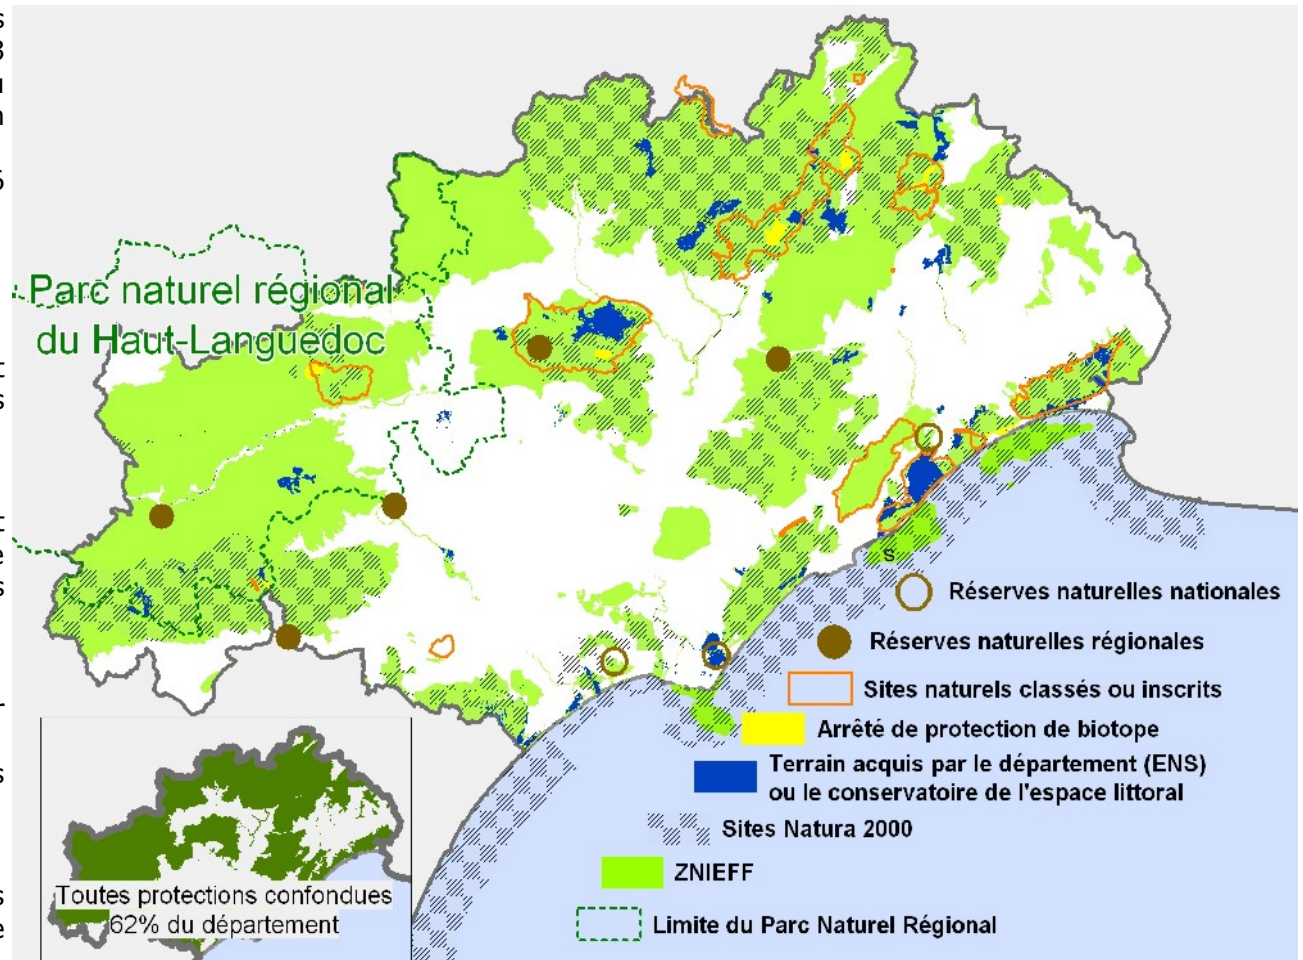 Parc naturel régional
du Haut-Languedoc
s
Réserves naturelles nationales
Réserves naturelles régionales
Sites naturels classés ou inscrits
Arrêté de protection de biotope
Terrain acquis par le département (ENS)
ou le conservatoire de l'espace littoral
Sites Natura 2000
ZNIEFF
Limite du Parc Naturel Régional
Toutes protections confondues
62% du département